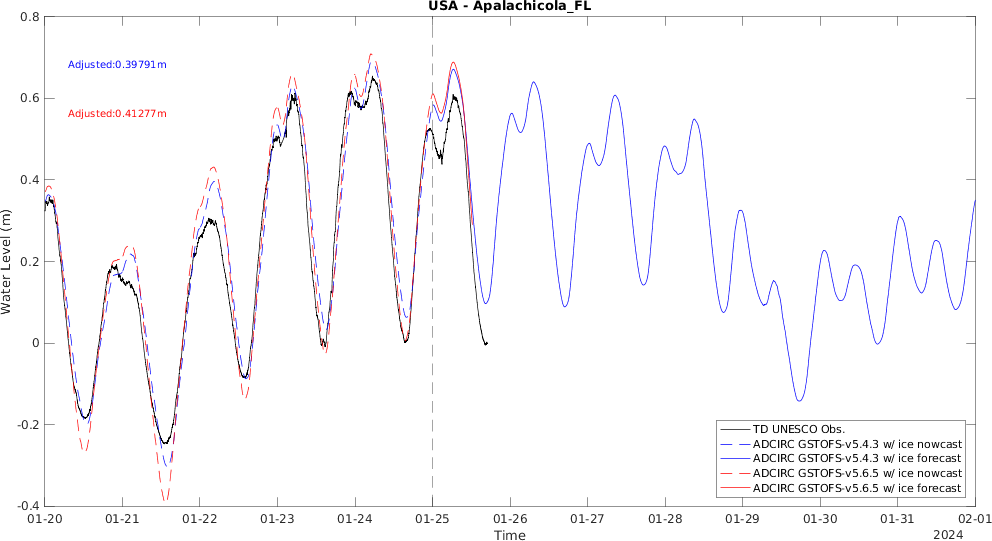 USA - Apalachicola_FL
0.8
0.6
0.4
0.2
0
-0.2
-0.4
Water Level (m)
Adjusted:0.39791m
Adjusted:0.41277m
TD UNESCO Obs.
ADCIRC GSTOFS-v5.4.3 w/ ice nowcast
ADCIRC GSTOFS-v5.4.3 w/ ice forecast
ADCIRC GSTOFS-v5.6.5 w/ ice nowcast
ADCIRC GSTOFS-v5.6.5 w/ ice forecast
01-20 01-21 01-22 01-23 01-24 01-25 01-26 01-27 01-28 01-29 01-30 01-31 02-01
Time
2024